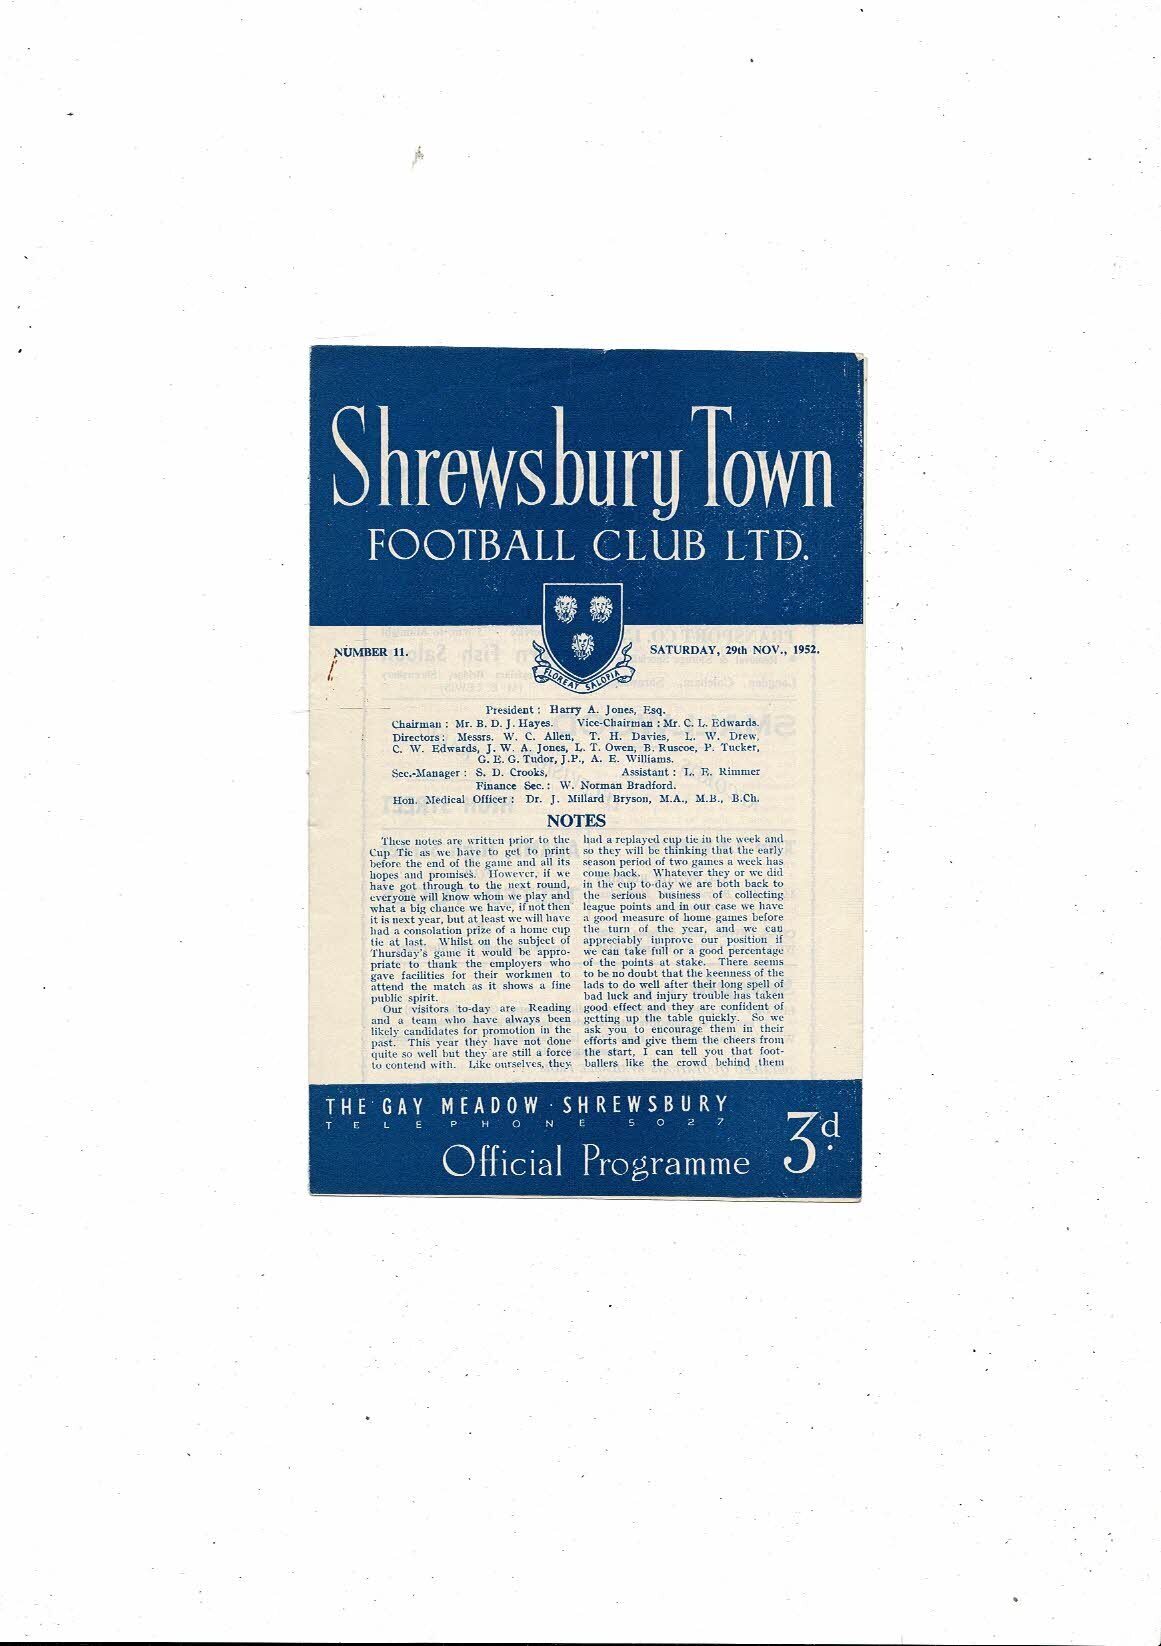 Shrewsbury Town
FOOTBALL CLUB LTD.
FLOREAT SALOPIA
NUMBER 11.
SATURDAY, 29th NOV., 1952.
President : Harry A. Jones, Esq.
Chairman : Mr. B. D. J. Hayes. Vice-Chairman : Mr. C. L. Edwards.
Directors : Messrs. W. C. Allen, T. H. Davies, L. W. Drew,
C. W. Edwards, J. W. A. Jones, L. T. Owen, B. Ruscoe, P. Tucker,
G. E. G. Tudor, J.P., A. E. Williams.
Sec.-Manager : S. D. Crooks, Assistant : L. E. Rimmer
Finance Sec. : W. Norman Bradford.
Hon. Medical Officer : Dr. J. Millard Bryson, M.A., M.B., B.Ch.
NOTES
These notes are written prior to the
Cup Tie as we have to get to print
before the end of the game and all its
hopes and promises. However, if we
have got through to the next round,
everyone will know whom we play and
what a big chance we have, if not then
it is next year, but at least we will have
had a consolation prize of a home cup
tie at last. Whilst on the subject of
Thursday's game it would be appro-
priate to thank the employers who
gave facilities for their workmen to
attend the match as it shows a fine
public spirit.
Our visitors to-day are Reading
and a team who have always been
likely candidates for promotion in the
past. This year they have not done
quite so well but they are still a force
to contend with. Like ourselves, they
had a replayed cup tie in the week and
so they will be thinking that the early
season period of two games a week has
come back. Whatever they or we did
in the cup to-day we are both back to
the serious business of collecting
league points and in our case we have
a good measure of home games before
the turn of the year, and we can
appreciably improve our position if
we can take full or a good percentage
of the points at stake. There seems
to be no doubt that the keenness of the
lads to do well after their long spell of
bad luck and injury trouble has taken
good effect and they are confident of
getting up the table quickly. So we
ask you to encourage them in their
efforts and give them the cheers from
the start, I can tell you that foot-
ballers like the crowd behind them
THE GAY MEADOW · SHREWSBURY
TELEPHONE 5027
Official Programme
3d.